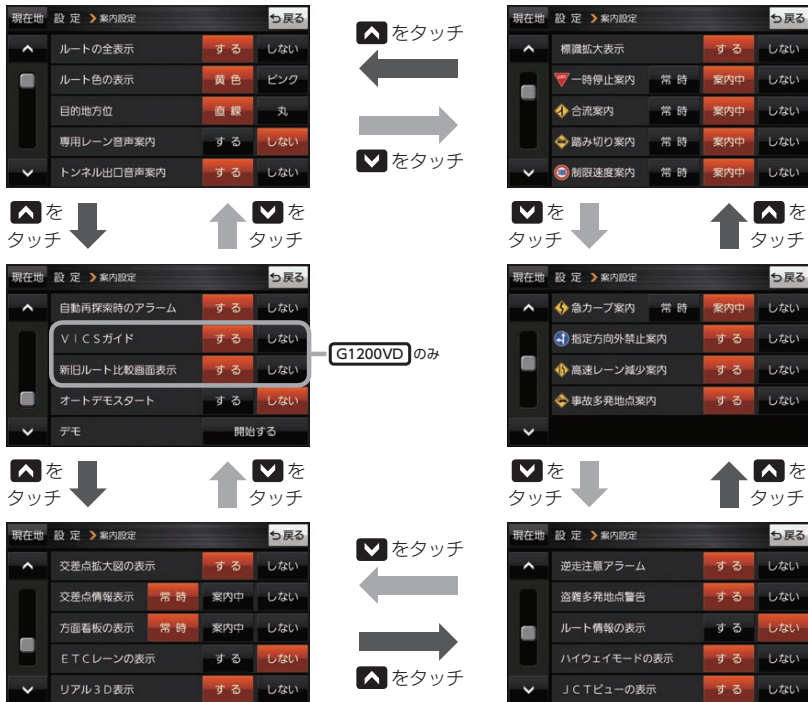 現在地 設 定 案内設定 戻る
ルートの全表示 す る しない
ルート色の表示 黄 色 ピンク
目的地方位 直 線 丸
専用レーン音声案内 す る しない
トンネル出口音声案内 す る しない
をタッチ
をタッチ
現在地 設 定 案内設定 戻る
標識拡大表示 す る しない
一時停止案内 常 時 案内中 しない
合流案内 常 時 案内中 しない
踏み切り案内 常 時 案内中 しない
制限速度案内 常 時 案内中 しない
を
タッチ
を
タッチ
を
タッチ
を
タッチ
現在地 設 定 案内設定 戻る
自動再探索時のアラーム す る しない
VICSガイド す る しない
新旧ルート比較画面表示 す る しない
オートデモスタート す る しない
デモ 開始する
G1200VD のみ
現在地 設 定 案内設定 戻る
急カーブ案内 常 時 案内中 しない
指定方向外禁止案内 す る しない
高速レーン減少案内 す る しない
事故多発地点案内 す る しない
を
タッチ
を
タッチ
を
タッチ
を
タッチ
現在地 設 定 案内設定 戻る
交差点拡大図の表示 す る しない
交差点情報表示 常 時 案内中 しない
方面看板の表示 常 時 案内中 しない
ETCレーンの表示 す る しない
リアル3D表示 す る しない
をタッチ
をタッチ
現在地 設 定 案内設定 戻る
逆走注意アラーム す る しない
盗難多発地点警告 す る しない
ルート情報の表示 す る しない
ハイウェイモードの表示 す る しない
JCTビューの表示 す る しない